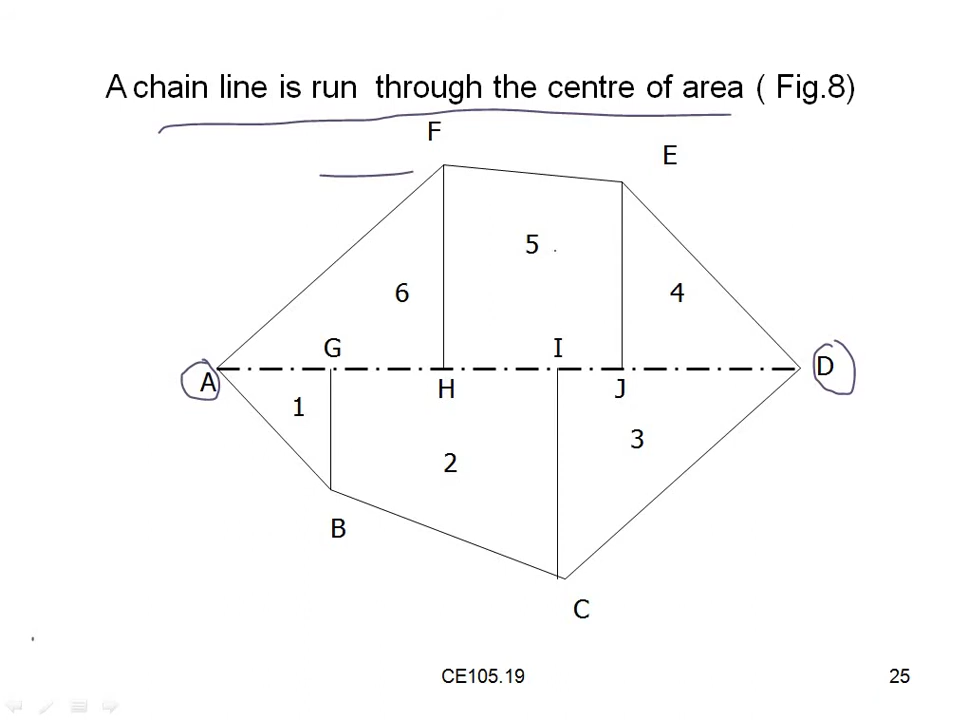 A chain line is run through the centre of area ( Fig.8)
F
E
5
6
4
G
I
A
D
H
J
1
3
2
B
C
CE105.19
25